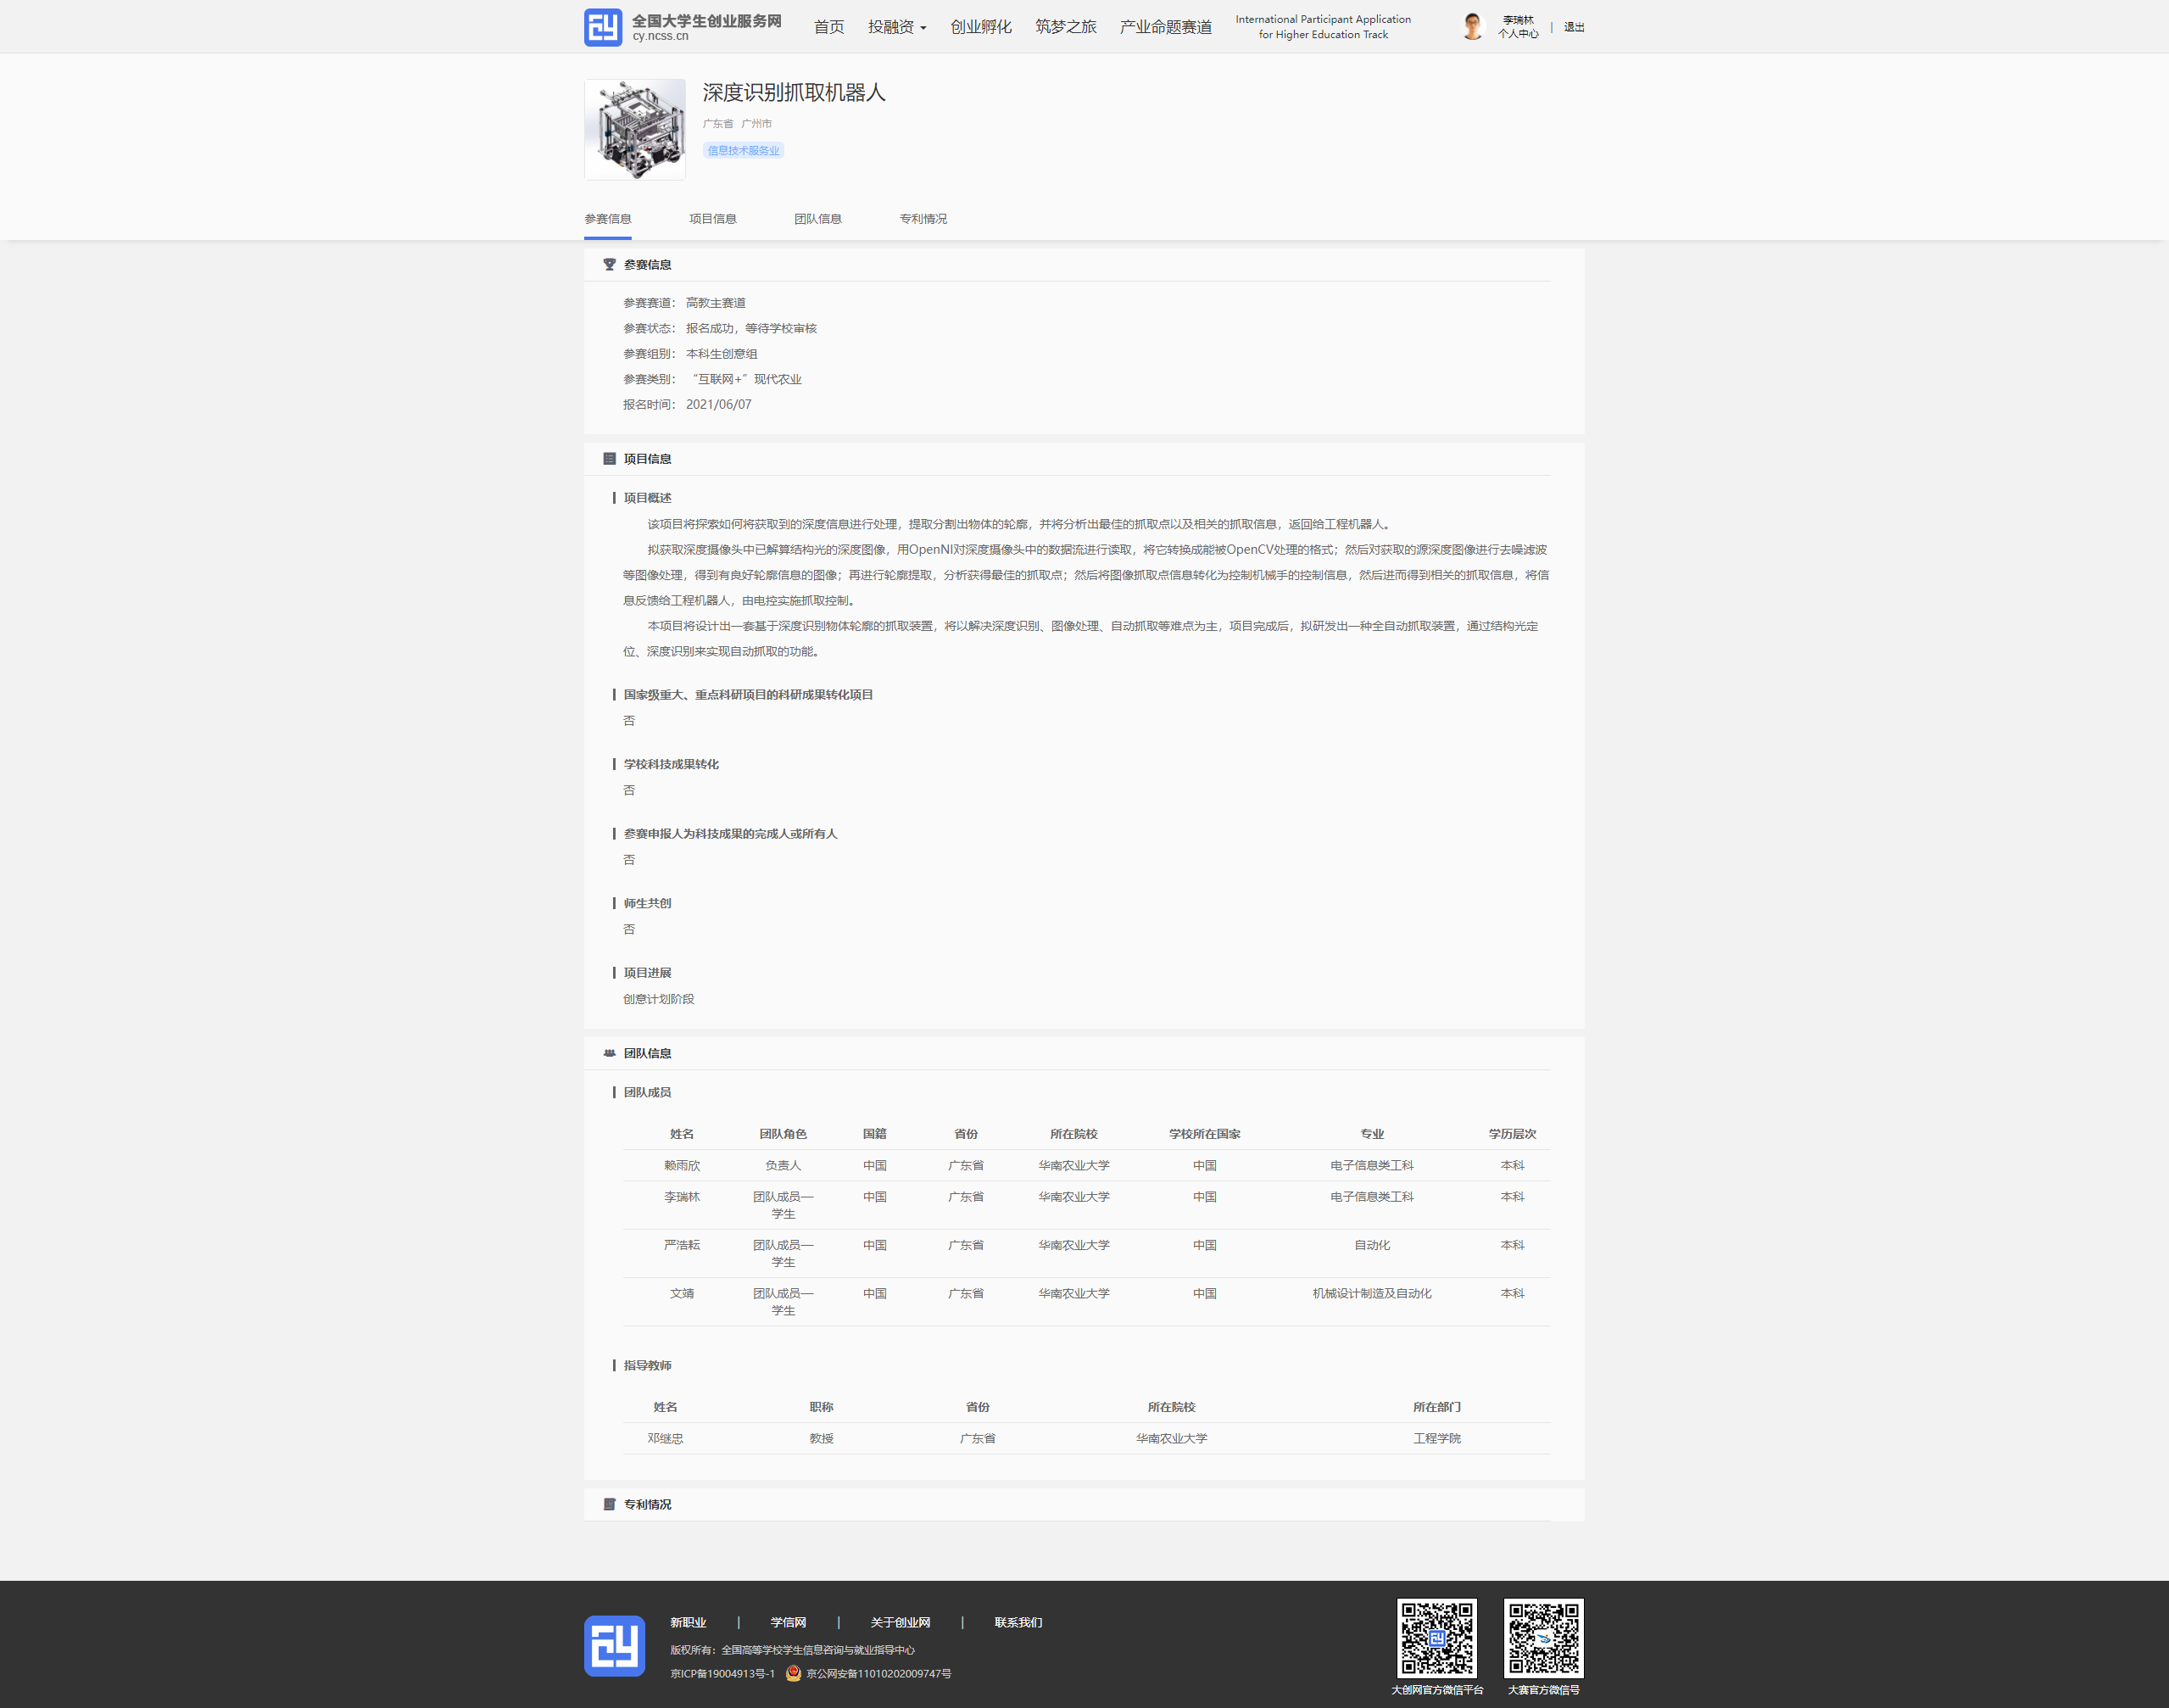 全国大学生创业服务网
cy.ncss.cn
首页
投融资
创业孵化
筑梦之旅
产业命题赛道
International Participant Application
for Higher Education Track
李瑞林
个人中心
|
退出
深度识别抓取机器人
广东省 广州市
信息技术服务业
参赛信息
项目信息
团队信息
专利情况
参赛信息
参赛赛道： 高教主赛道
参赛状态： 报名成功，等待学校审核
参赛组别： 本科生创意组
参赛类别： “互联网+”现代农业
报名时间： 2021/06/07
项目信息
项目概述
该项目将探索如何将获取到的深度信息进行处理，提取分割出物体的轮廓，并将分析出最佳的抓取点以及相关的抓取信息，返回给工程机器人。
拟获取深度摄像头中已解算结构光的深度图像，用OpenNI对深度摄像头中的数据流进行读取，将它转换成能被OpenCV处理的格式；然后对获取的源深度图像进行去噪滤波
等图像处理，得到有良好轮廓信息的图像；再进行轮廓提取，分析获得最佳的抓取点；然后将图像抓取点信息转化为控制机械手的控制信息，然后进而得到相关的抓取信息，将信
息反馈给工程机器人，由电控实施抓取控制。
本项目将设计出一套基于深度识别物体轮廓的抓取装置，将以解决深度识别、图像处理、自动抓取等难点为主，项目完成后，拟研发出一种全自动抓取装置，通过结构光定
位、深度识别来实现自动抓取的功能。
国家级重大、重点科研项目的科研成果转化项目
否
学校科技成果转化
否
参赛申报人为科技成果的完成人或所有人
否
师生共创
否
项目进展
创意计划阶段
团队信息
团队成员
姓名 团队角色 国籍 省份 所在院校 学校所在国家 专业 学历层次
赖雨欣 负责人 中国 广东省 华南农业大学 中国 电子信息类工科 本科
李瑞林 团队成员—
学生 中国 广东省 华南农业大学 中国 电子信息类工科 本科
严浩耘 团队成员—
学生 中国 广东省 华南农业大学 中国 自动化 本科
文靖 团队成员—
学生 中国 广东省 华南农业大学 中国 机械设计制造及自动化 本科
指导教师
姓名 职称 省份 所在院校 所在部门
邓继忠 教授 广东省 华南农业大学 工程学院
专利情况
新职业 | 学信网 | 关于创业网 | 联系我们
版权所有：全国高等学校学生信息咨询与就业指导中心
京ICP备19004913号-1 京公网安备11010202009747号
大创网官方微信平台
大赛官方微信号